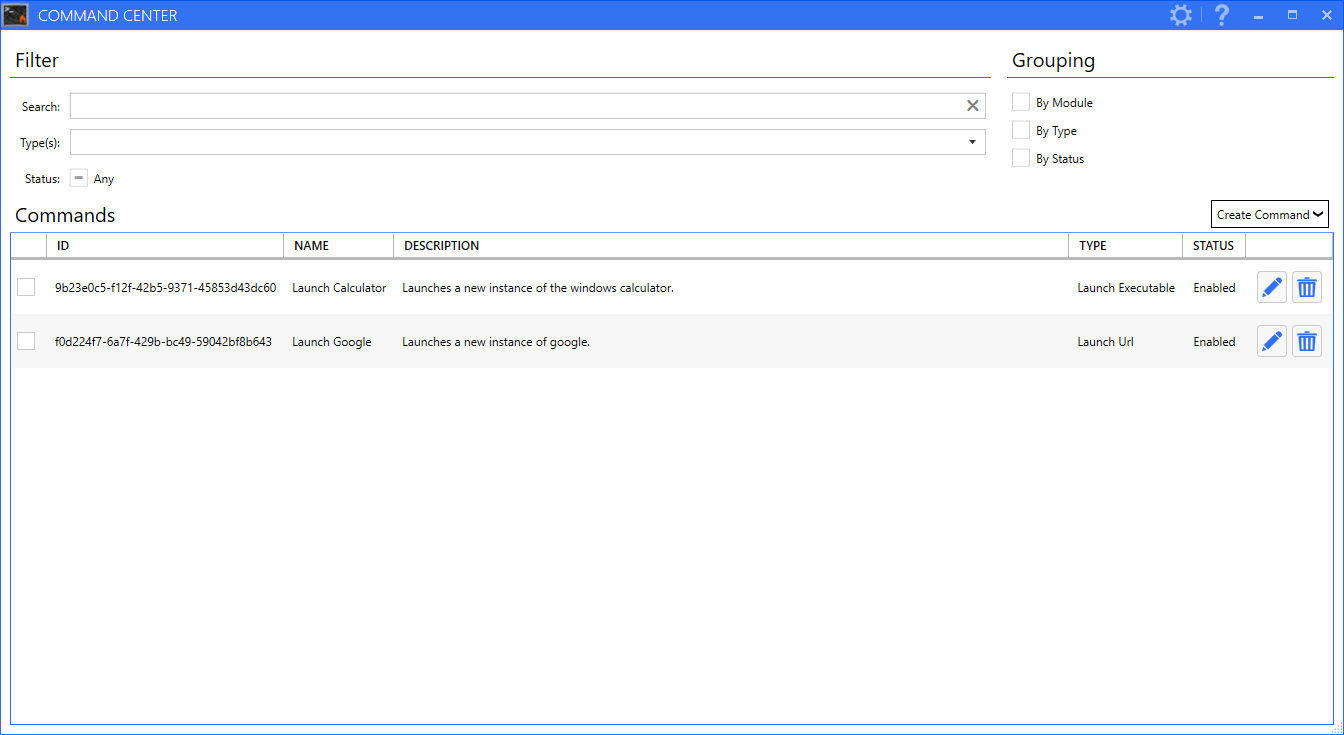 COMMAND CENTER
Filter
Grouping
Search:
By Module
Type(s):
By Type
By Status
Status: Any
Commands
Create Command
ID NAME DESCRIPTION TYPE STATUS
9b23e0c5-f12f-42b5-9371-45853d43dc60 Launch Calculator Launches a new instance of the windows calculator. Launch Executable Enabled
f0d224f7-6a7f-429b-bc49-59042bf8b643 Launch Google Launches a new instance of google. Launch Url Enabled